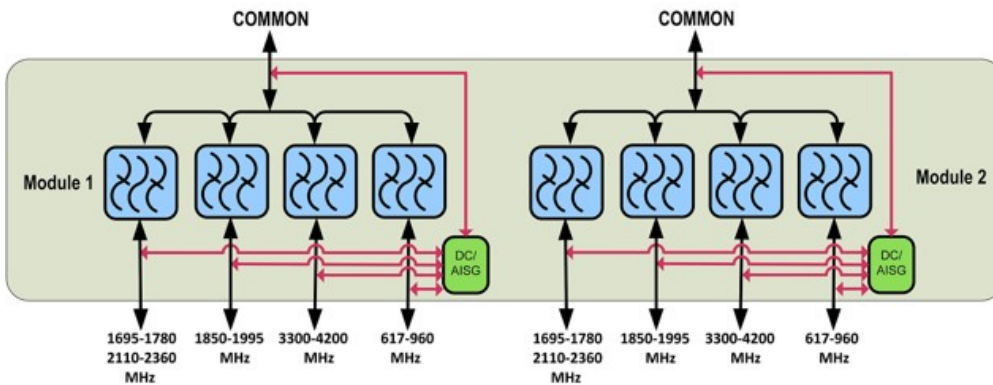 COMMON
COMMON
Module 1
Module 2
DC/
AISG
DC/
AISG
1695-1780
2110-2360
MHz
1850-1995
MHz
3300-4200
MHz
617-960
MHz
1695-1780
2110-2360
MHz
1850-1995
MHz
3300-4200
MHz
617-960
MHz